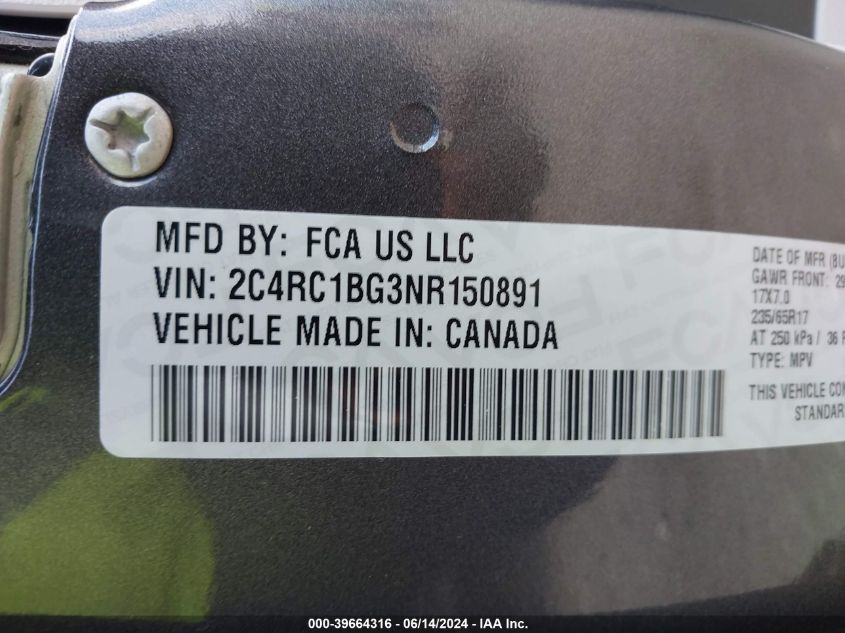 MFD BY: FCA US LLC
VIN: 2C4RC1BG3NR150891
VEHICLE MADE IN: CANADA
DATE OF MFR
GAWR FRONT:
17X7.0
235/65R17
AT 250 kPa / 36
TYPE: MPV
THIS VEHICLE
000-39664316 - 06/14/2024 - IAA Inc.